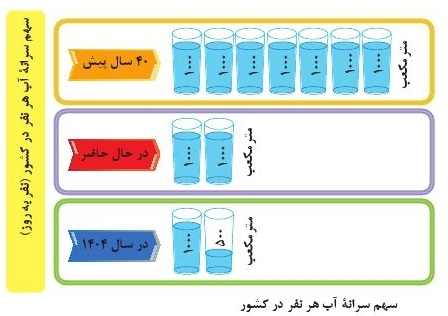 سهم سرانهٔ آب هر نفر در کشور (نفر به روز)
۴۰ سال پیش
۱۰۰۰
۱۰۰۰
۱۰۰۰
۱۰۰۰
۱۰۰۰
۱۰۰۰
۱۰۰۰
متر مکعب
در حال حاضر
۱۰۰۰
۱۰۰۰
متر مکعب
در سال ۱۴۰۴
۱۰۰۰
۵۰۰
متر مکعب
سهم سرانهٔ آب هر نفر در کشور